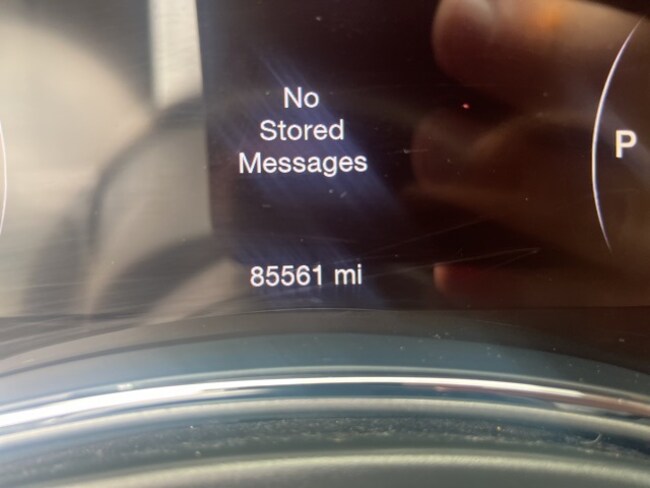 No
Stored
Messages
P
85561 mi